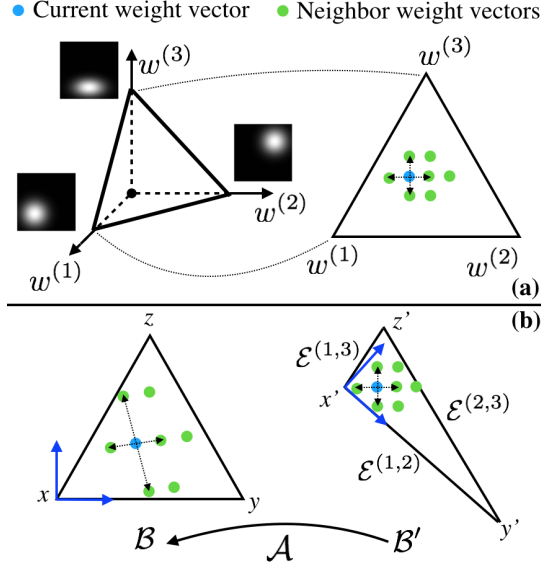 Current weight vector Neighbor weight vectors
w^(3) w^(3)
w^(2)
w^(1) w^(1) w^(2)
(a)
(b)
z z'
ℰ^(1,3)
x' ℰ^(2,3)
ℰ^(1,2)
x y y'
ℬ 𝒜 ℬ′